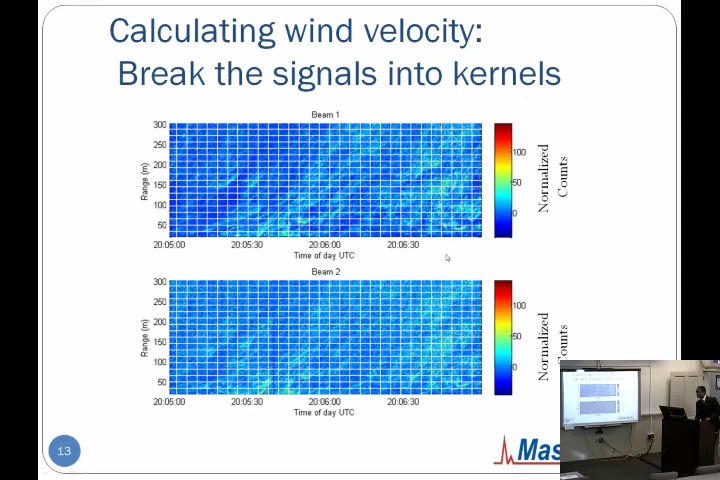 Calculating wind velocity:
Break the signals into kernels
Beam 1
300
250
200
150
100
50
Range (m)
20:05:00 20:05:30 20:06:00 20:06:30
Time of day UTC
100
50
0
Normalized
Counts
Beam 2
300
250
200
150
100
50
Range (m)
20:05:00 20:05:30 20:06:00 20:06:30
Time of day UTC
100
50
0
Normalized
Counts
13
Mas